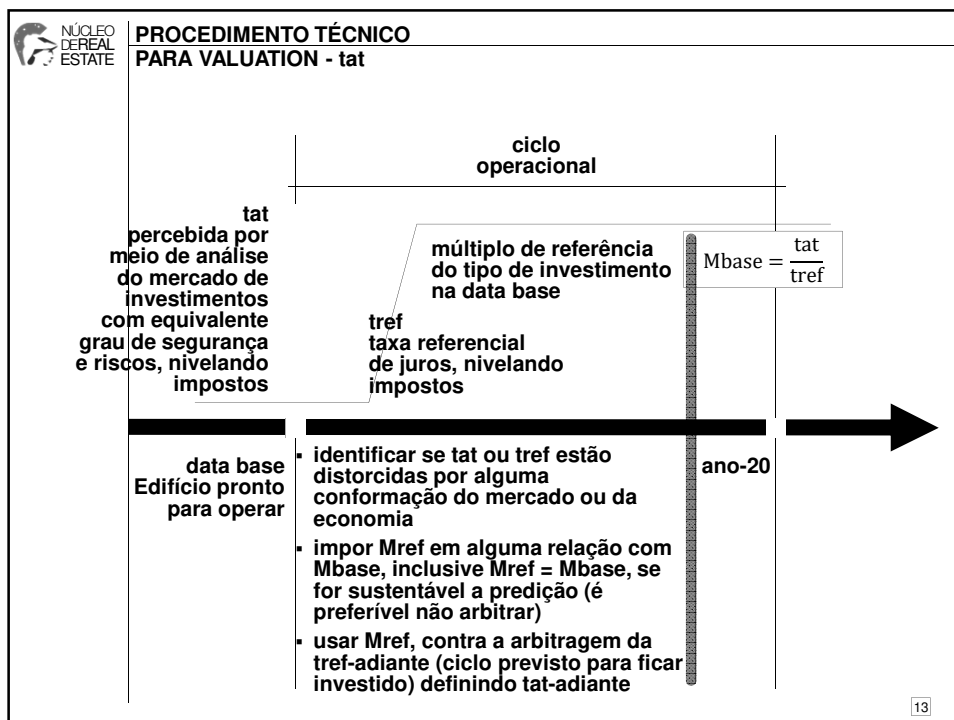 NÚCLEO
DEREAL
ESTATE
PROCEDIMENTO TÉCNICO
PARA VALUATION - tat
ciclo
operacional
tat
percebida por
meio de análise
do mercado de
investimentos
com equivalente
grau de segurança
e riscos, nivelando
impostos
múltiplo de referência
do tipo de investimento
na data base
Mbase = tat / tref
tref
taxa referencial
de juros, nivelando
impostos
data base
Edifício pronto
para operar
▪ identificar se tat ou tref estão
distorcidas por alguma
conformação do mercado ou da
economia
▪ impor Mref em alguma relação com
Mbase, inclusive Mref = Mbase, se
for sustentável a predição (é
preferível não arbitrar)
▪ usar Mref, contra a arbitragem da
tref-adiante (ciclo previsto para ficar
investido) definindo tat-adiante
ano-20
13